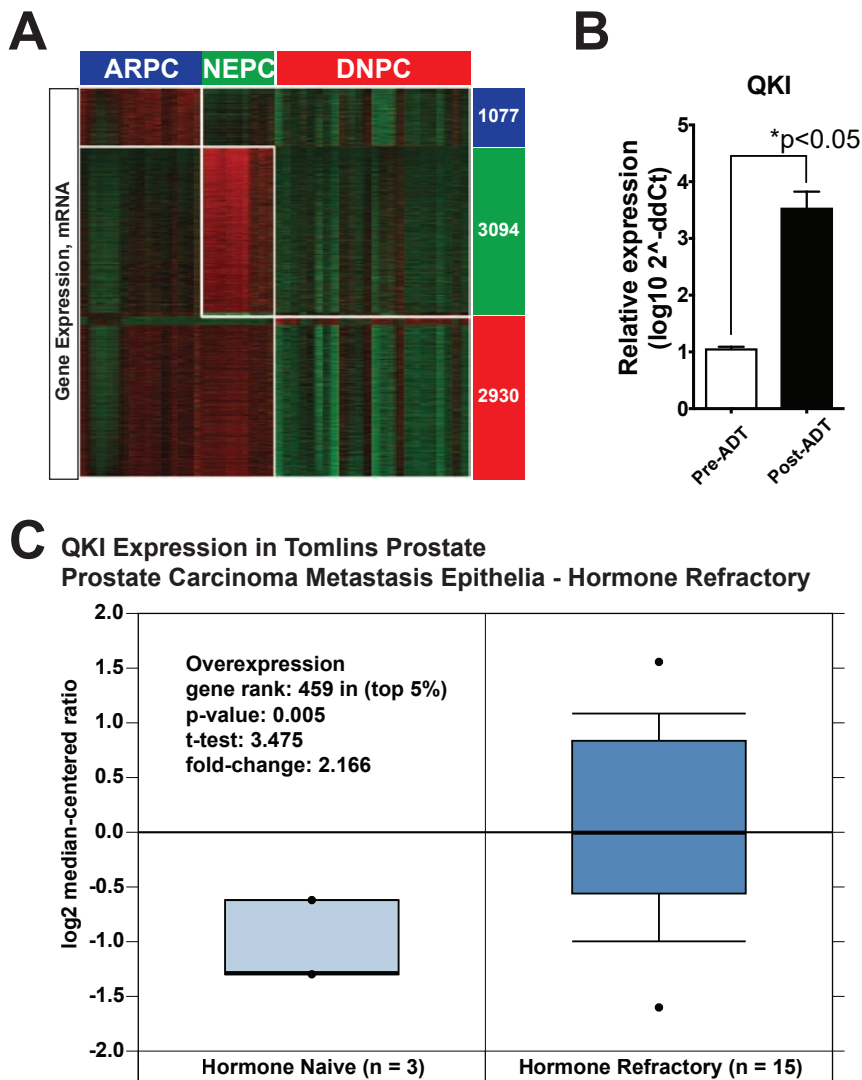 A
ARPC NEPC DNPC
Gene Expression, mRNA
1077
3094
2930
B
QKI
*p<0.05
Relative expression
(log10 2^-ddCt)
5
4
3
2
1
0
Pre-ADT
Post-ADT
C
QKI Expression in Tomlins Prostate
Prostate Carcinoma Metastasis Epithelia - Hormone Refractory
log2 median-centered ratio
2.0
1.5
1.0
0.5
0.0
-0.5
-1.0
-1.5
-2.0
Overexpression
gene rank: 459 in (top 5%)
p-value: 0.005
t-test: 3.475
fold-change: 2.166
Hormone Naive (n = 3)
Hormone Refractory (n = 15)